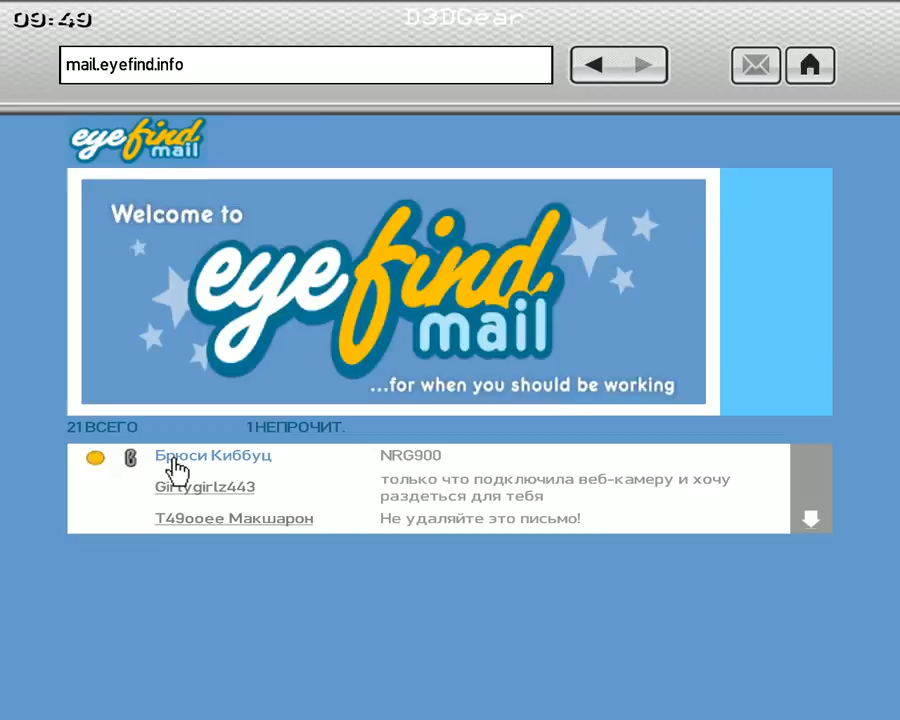 09:49
D3DGear
mail.eyefind.info
eyefind
mail
Welcome to
eyefind
mail
...for when you should be working
21 ВСЕГО 1 НЕПРОЧИТ.
Брюси Киббуц NRG900
Girlygirlz443 только что подключила веб-камеру и хочу
раздеться для тебя
T49ooee Макшарон Не удаляйте это письмо!